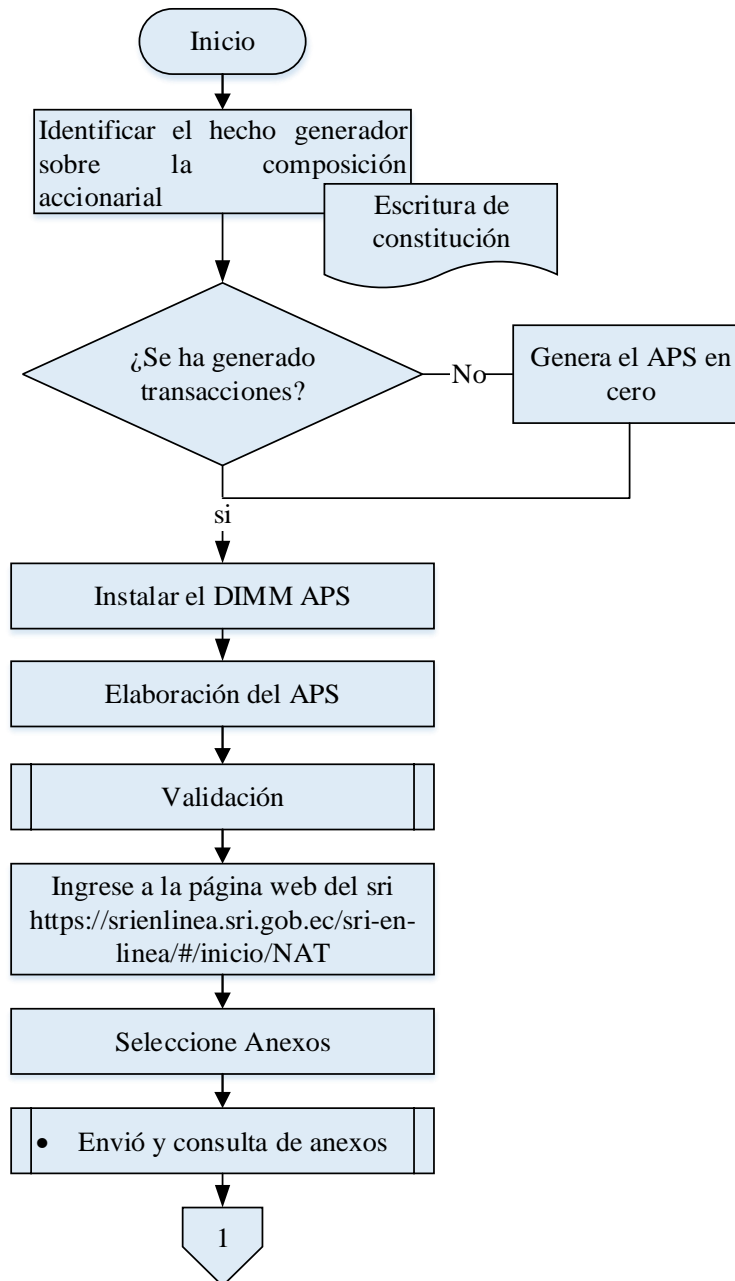 Inicio
Identificar el hecho generador
sobre la composición
accionarial
Escritura de
constitución
¿Se ha generado
transacciones?
No
Genera el APS en
cero
si
Instalar el DIMM APS
Elaboración del APS
Validación
Ingrese a la página web del sri
https://srienlinea.sri.gob.ec/sri-en-
linea/#/inicio/NAT
Seleccione Anexos
• Envió y consulta de anexos
1